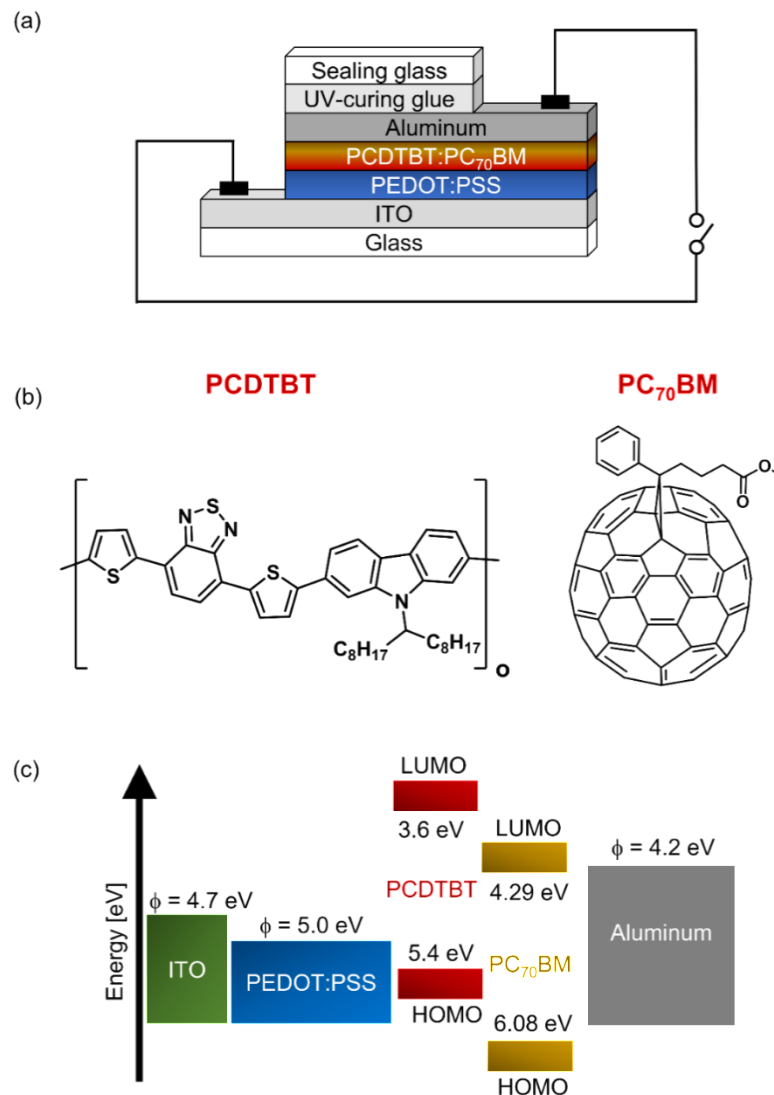 (a)
Sealing glass
UV-curing glue
Aluminum
PCDTBT:PC₇₀BM
PEDOT:PSS
ITO
Glass
(b)
PCDTBT
PC₇₀BM
S
N
N
S
S
N
C₈H₁₇
C₈H₁₇
o
O
O
(c)
Energy [eV]
LUMO
3.6 eV
LUMO
4.29 eV
ϕ = 4.2 eV
PCDTBT
ϕ = 4.7 eV
ϕ = 5.0 eV
ITO
PEDOT:PSS
5.4 eV
HOMO
PC₇₀BM
6.08 eV
HOMO
Aluminum